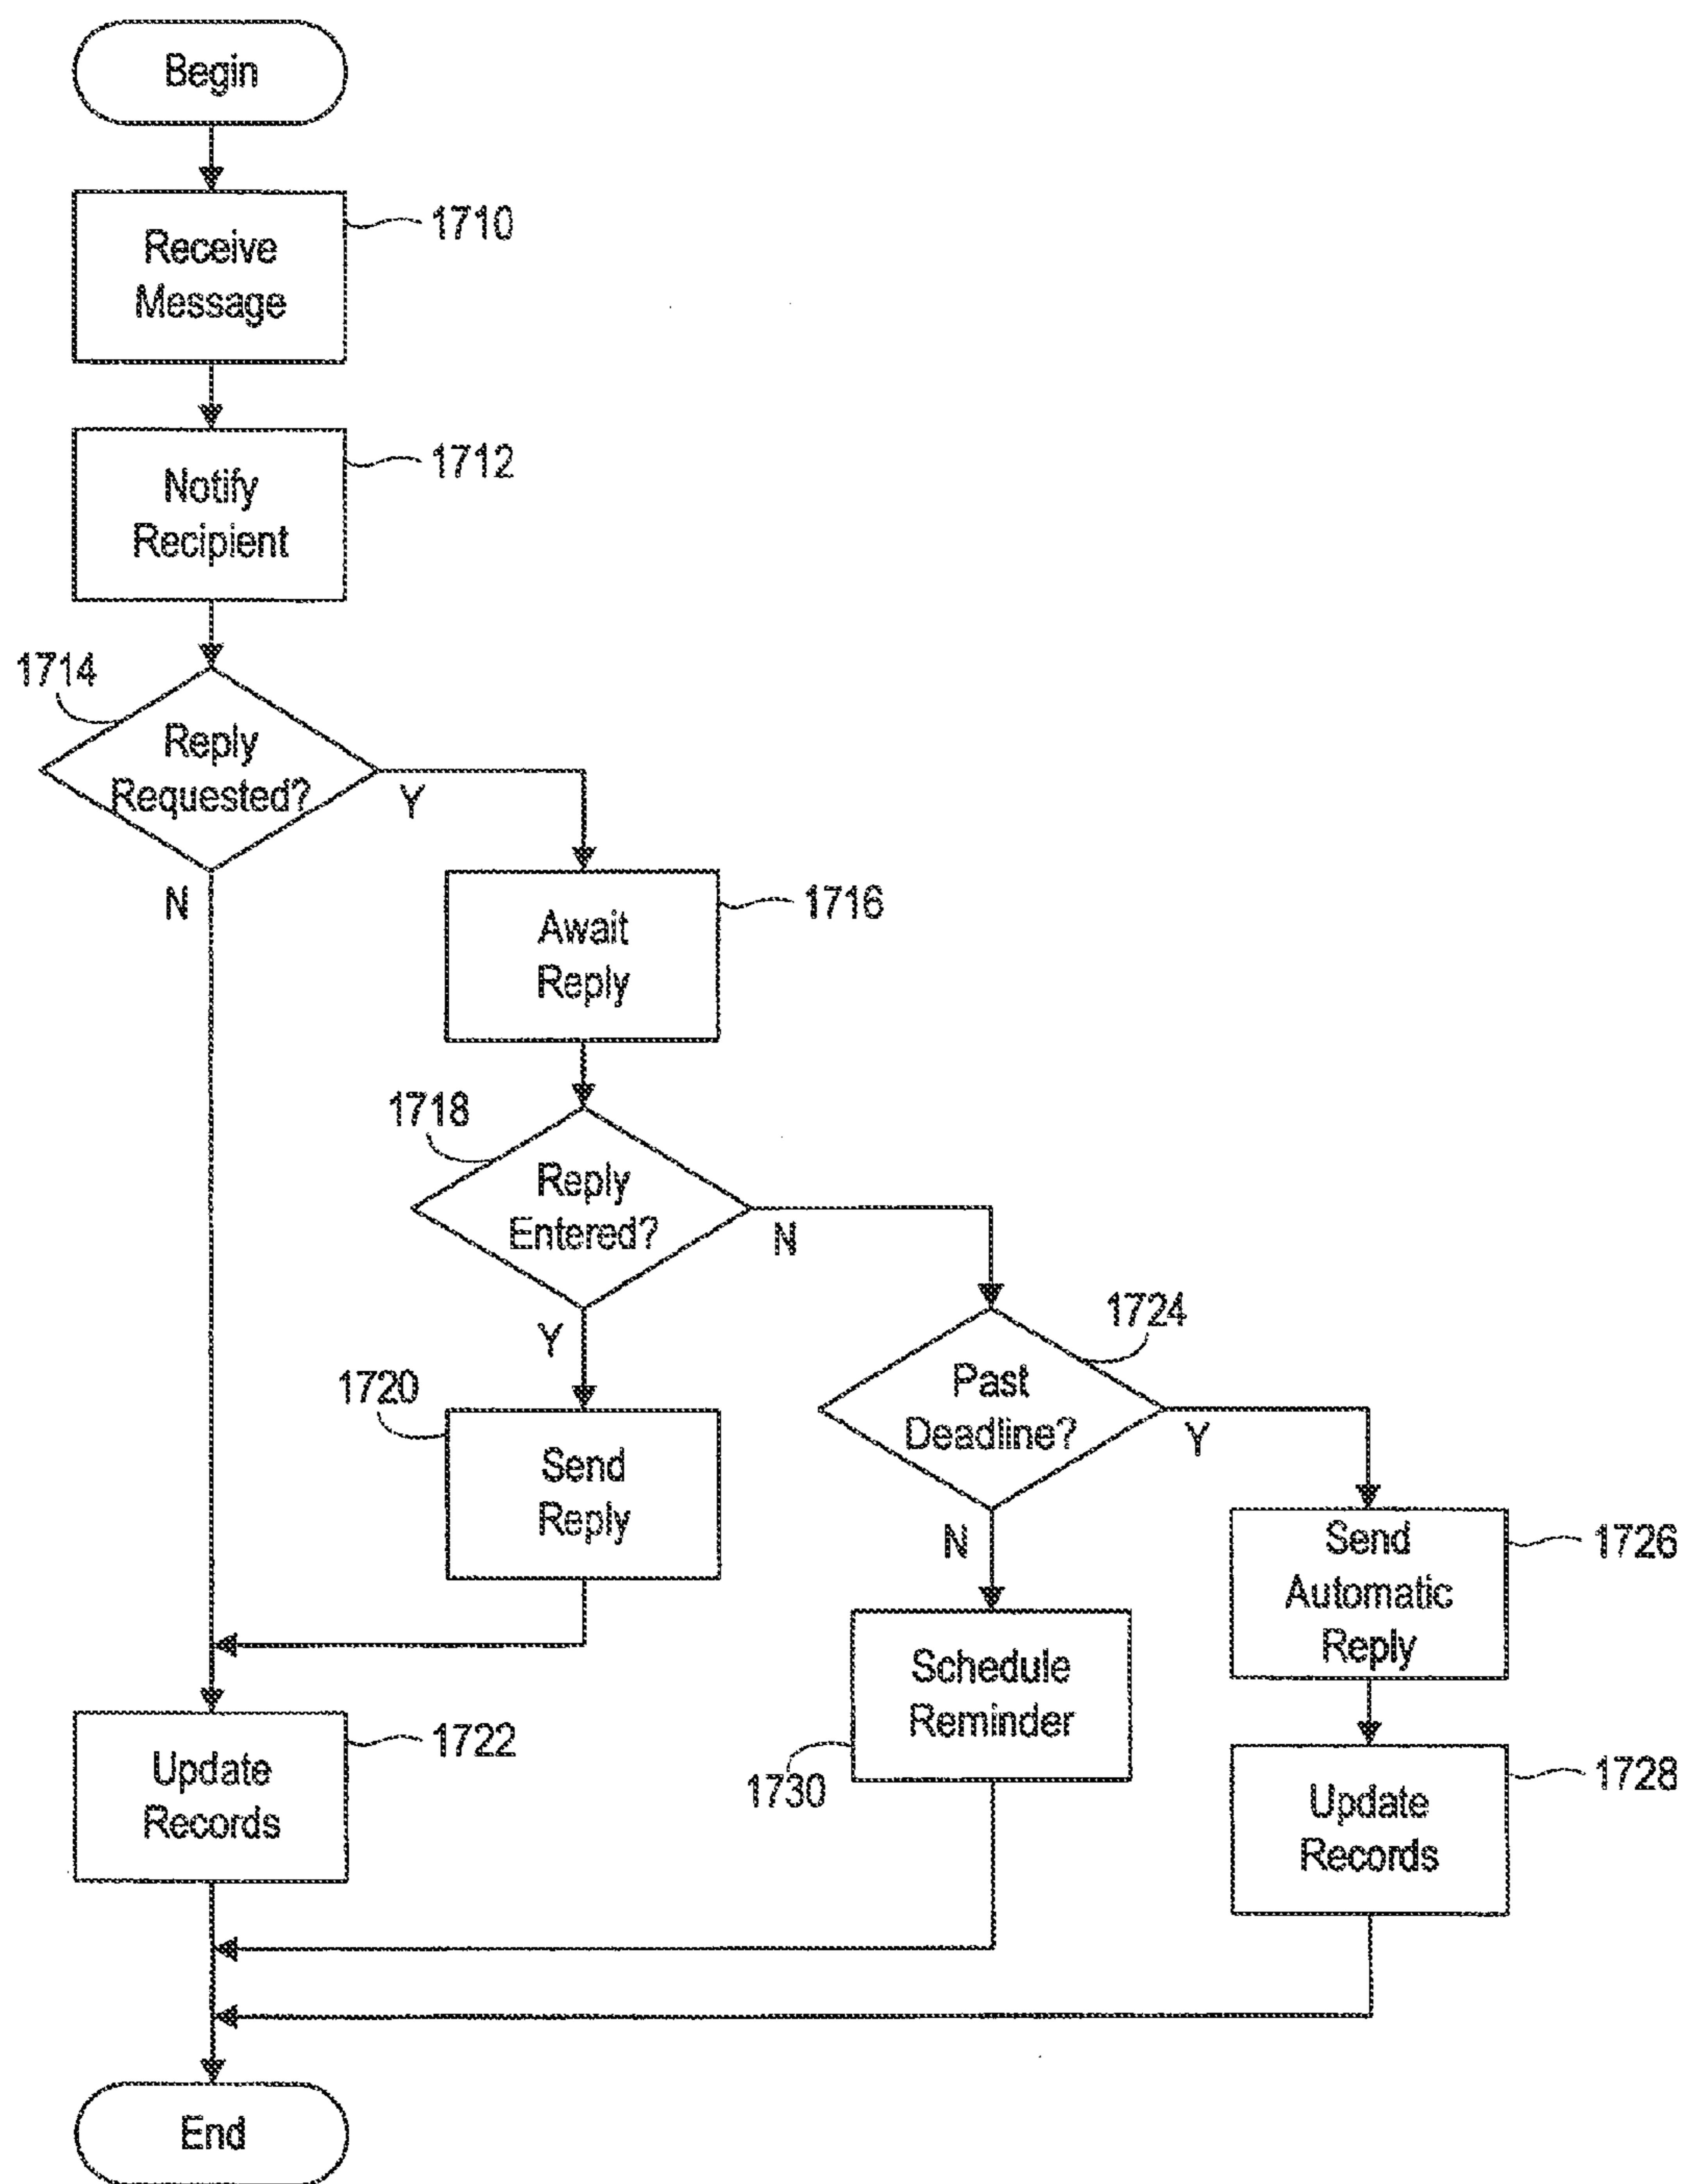 Begin
Receive
Message
1710
Notify
Recipient
1712
1714
Reply
Requested?
Y
N
Await
Reply
1716
1718
Reply
Entered?
N
Y
1720
Send
Reply
1724
Past
Deadline?
Y
N
Send
Automatic
Reply
1726
Schedule
Reminder
1730
Update
Records
1722
Update
Records
1728
End